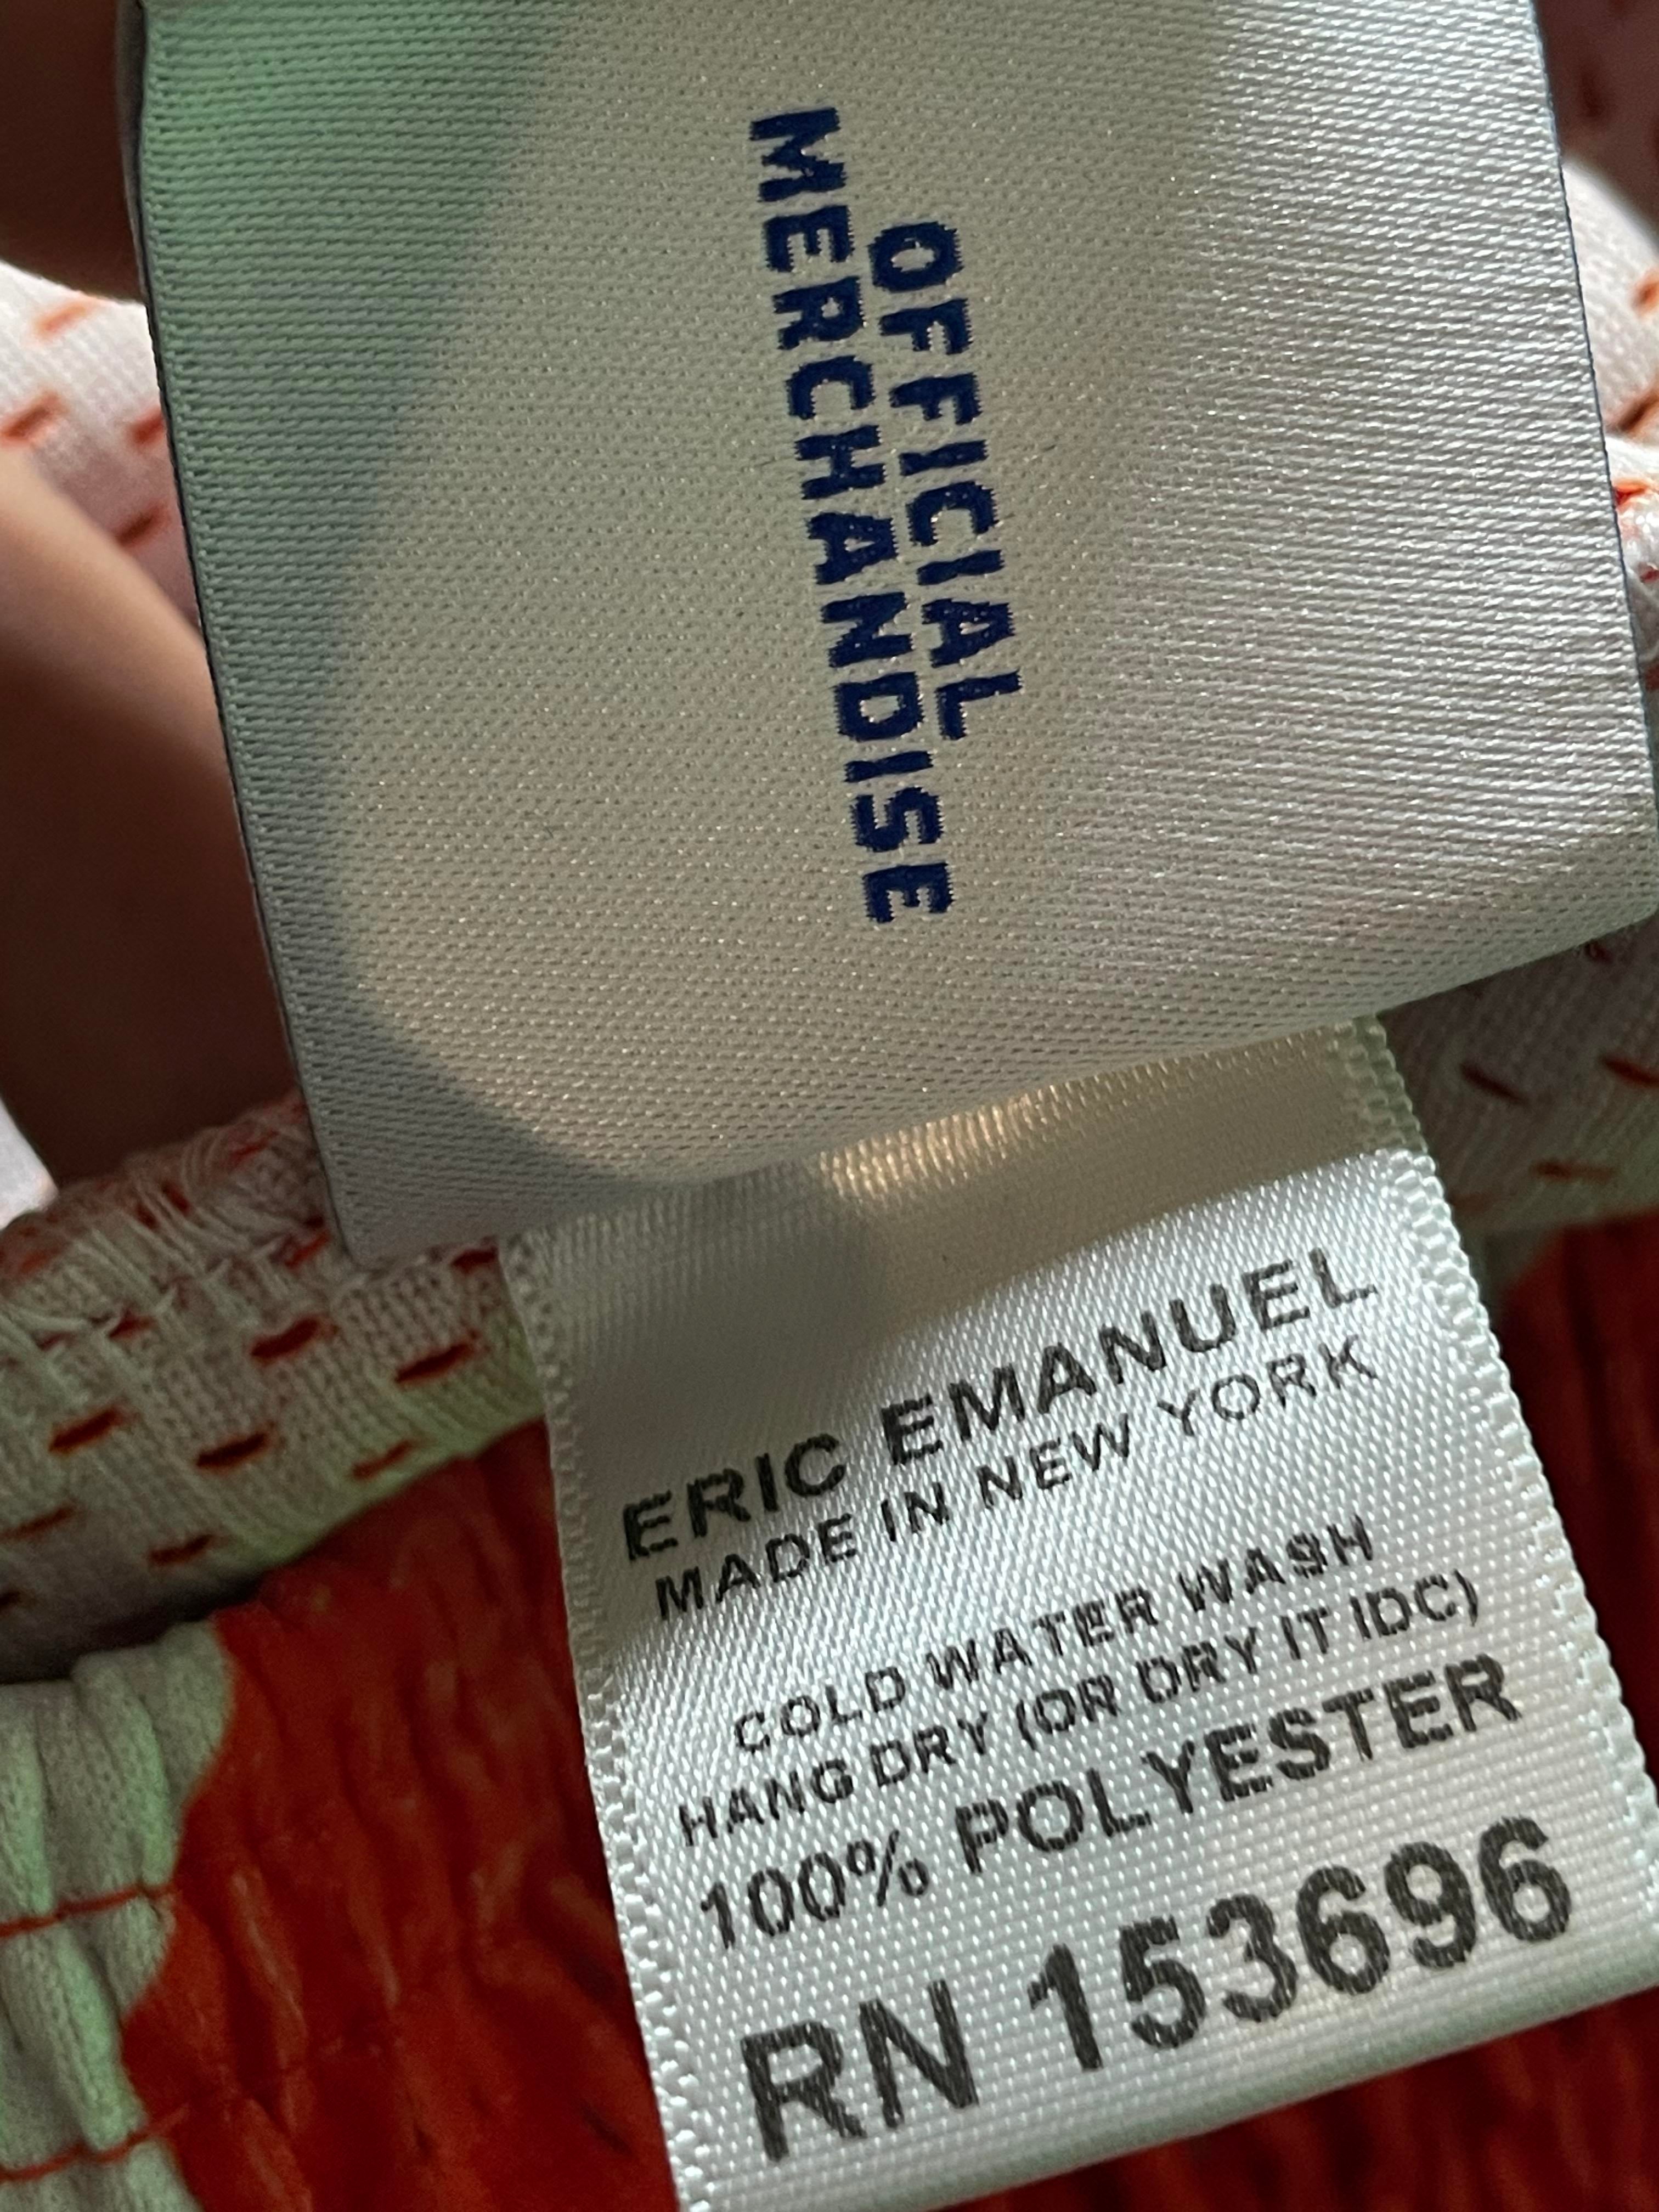 OFFICIAL
MERCHANDISE
ERIC EMANUEL
MADE IN NEW YORK
COLD WATER WASH
HANG DRY (OR DRY IT IDC)
100% POLYESTER
RN 153696